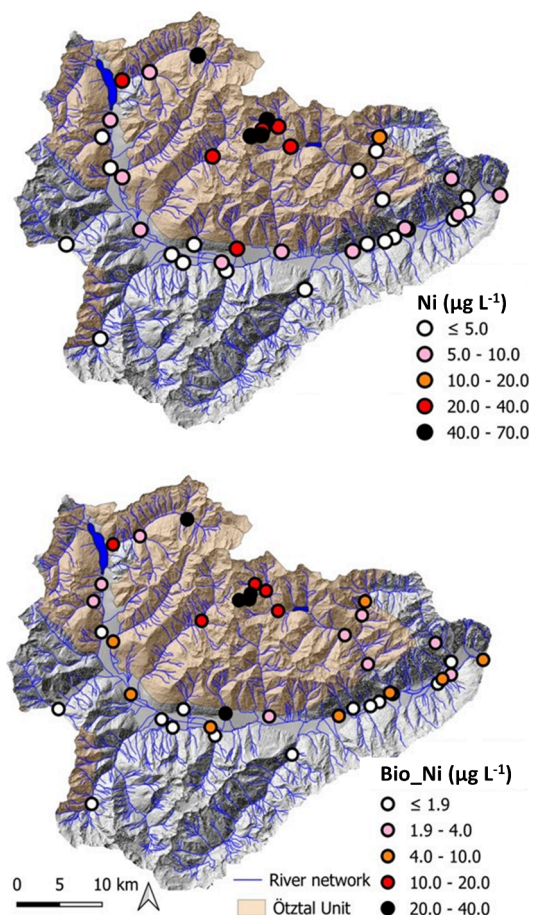 Ni (µg L-1)
≤ 5.0
5.0 - 10.0
10.0 - 20.0
20.0 - 40.0
40.0 - 70.0
Bio_Ni (µg L-1)
≤ 1.9
1.9 - 4.0
4.0 - 10.0
10.0 - 20.0
20.0 - 40.0
0 5 10 km
River network
Ötztal Unit